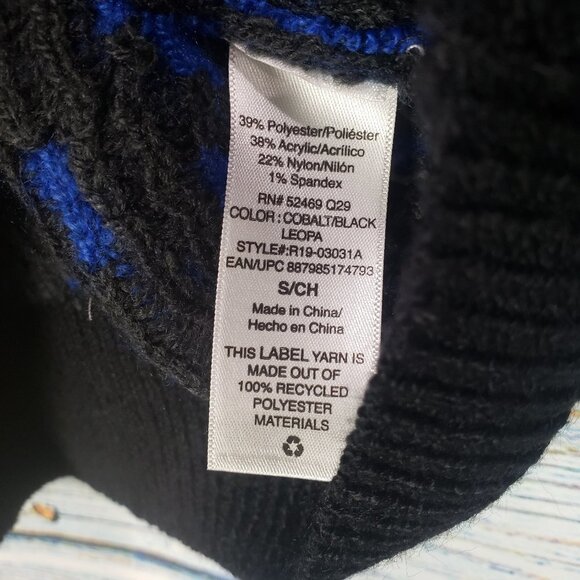 39% Polyester/Poliéster
38% Acrylic/Acrílico
22% Nylon/Nilón
1% Spandex
RN# 52469 Q29
COLOR : COBALT/BLACK
LEOPA
STYLE#:R19-03031A
EAN/UPC 887985174793
S/CH
Made in China/
Hecho en China
THIS LABEL YARN IS
MADE OUT OF
100% RECYCLED
POLYESTER
MATERIALS